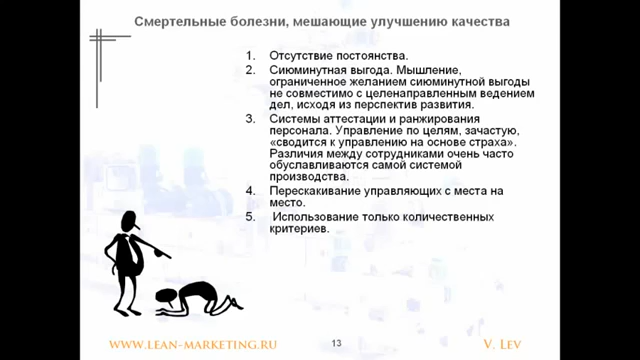 Смертельные болезни, мешающие улучшению качества
1. Отсутствие постоянства.
2. Сиюминутная выгода. Мышление,
ограниченное желанием сиюминутной выгоды
не совместимо с целенаправленным ведением
дел, исходя из перспектив развития.
3. Системы аттестации и ранжирования
персонала. Управление по целям, зачастую,
«сводится к управлению на основе страха».
Различия между сотрудниками очень часто
обуславливаются самой системой
производства.
4. Перескакивание управляющих с места на
место.
5. Использование только количественных
критериев.
WWW.LEAN-MARKETING.RU 13 V. LEV